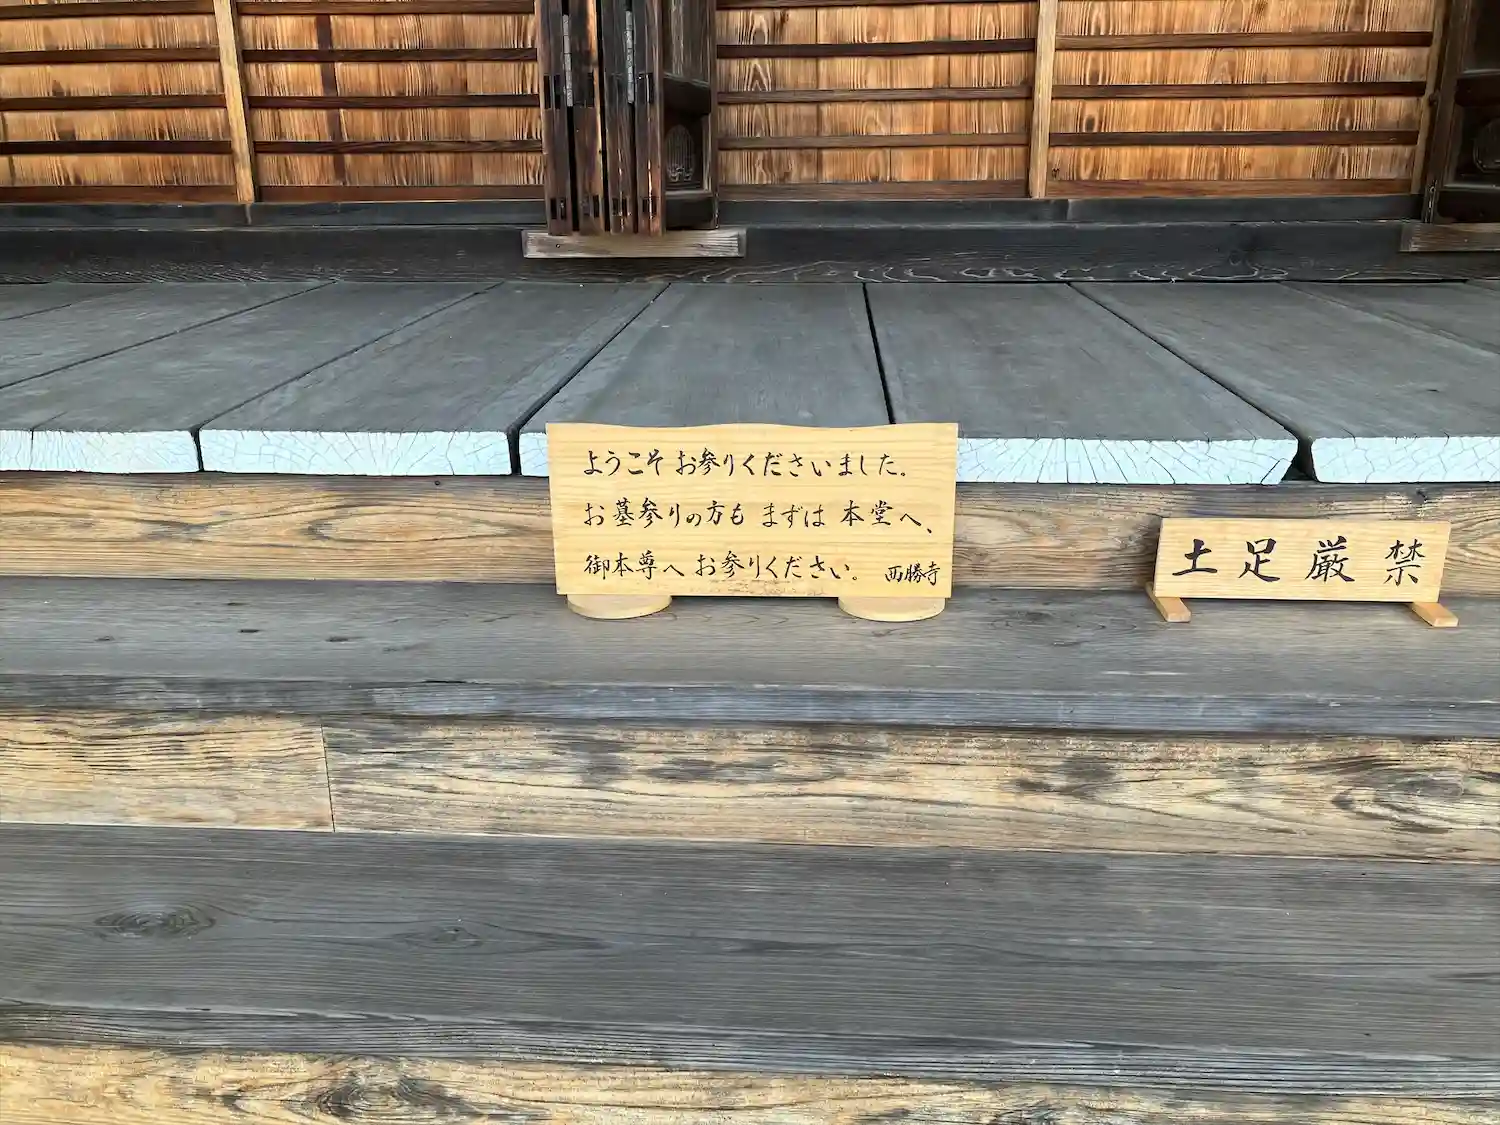 ようこそ お参りくださいました。
お墓参りの方も まずは 本堂へ、
御本尊へ お参りください。 西勝寺
土足厳禁